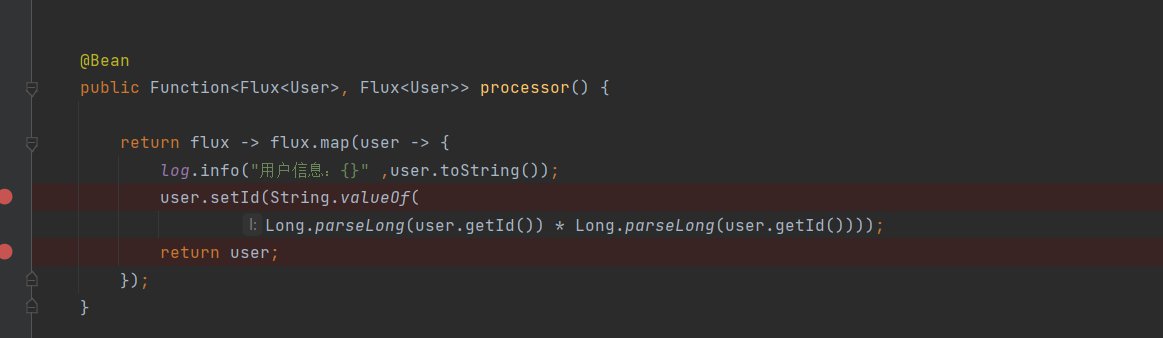 @Bean
public Function<Flux<User>, Flux<User>> processor() {
return flux -> flux.map(user -> {
log.info("用户信息：{}" ,user.toString());
user.setId(String.valueOf(
l: Long.parseLong(user.getId()) * Long.parseLong(user.getId())));
return user;
});
}